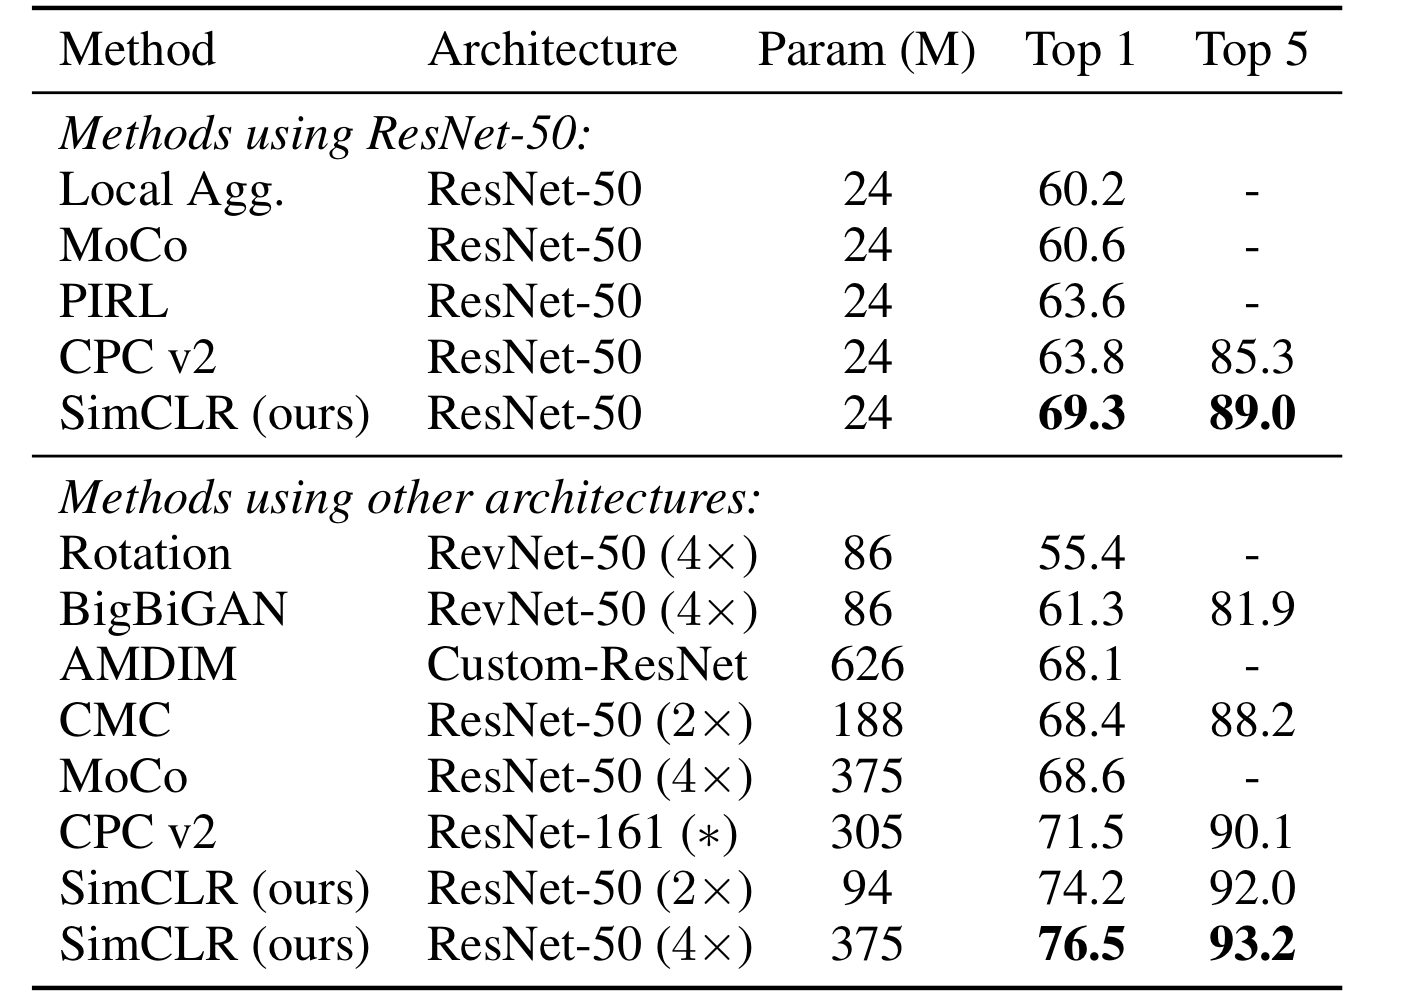 Method Architecture Param (M) Top 1 Top 5
Methods using ResNet-50:
Local Agg. ResNet-50 24 60.2 -
MoCo ResNet-50 24 60.6 -
PIRL ResNet-50 24 63.6 -
CPC v2 ResNet-50 24 63.8 85.3
SimCLR (ours) ResNet-50 24 69.3 89.0
Methods using other architectures:
Rotation RevNet-50 (4×) 86 55.4 -
BigBiGAN RevNet-50 (4×) 86 61.3 81.9
AMDIM Custom-ResNet 626 68.1 -
CMC ResNet-50 (2×) 188 68.4 88.2
MoCo ResNet-50 (4×) 375 68.6 -
CPC v2 ResNet-161 (∗) 305 71.5 90.1
SimCLR (ours) ResNet-50 (2×) 94 74.2 92.0
SimCLR (ours) ResNet-50 (4×) 375 76.5 93.2